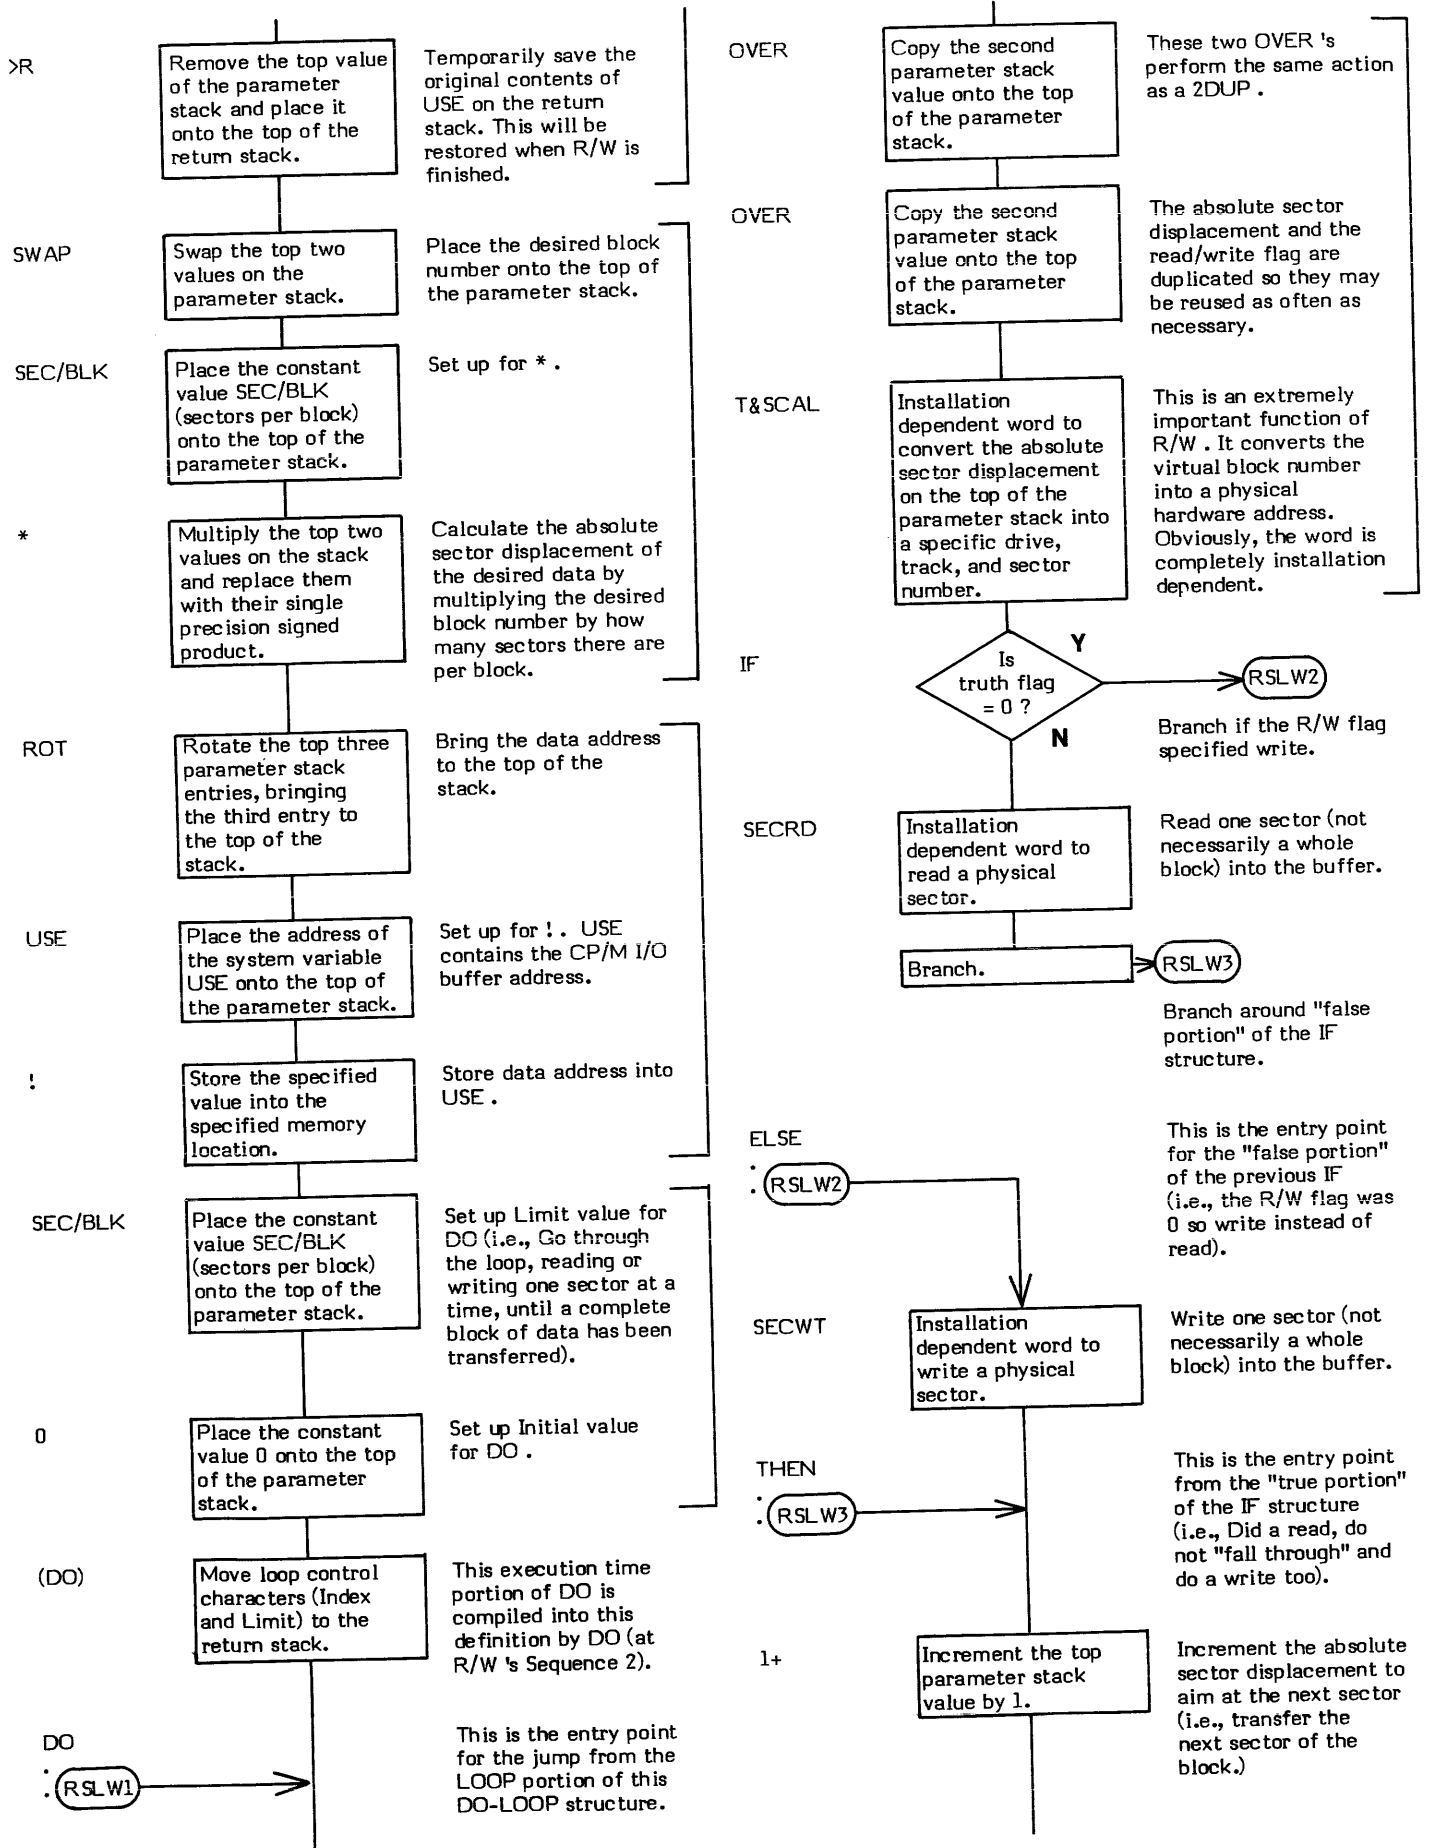 >R
Remove the top value
of the parameter
stack and place it
onto the top of the
return stack.
Temporarily save the
original contents of
USE on the return
stack. This will be
restored when R/W is
finished.
SWAP
Swap the top two
values on the
parameter stack.
Place the desired block
number onto the top of
the parameter stack.
SEC/BLK
Place the constant
value SEC/BLK
(sectors per block)
onto the top of the
parameter stack.
Set up for * .
*
Multiply the top two
values on the stack
and replace them
with their single
precision signed
product.
Calculate the absolute
sector displacement of
the desired data by
multiplying the desired
block number by how
many sectors there are
per block.
ROT
Rotate the top three
parameter stack
entries, bringing
the third entry to
the top of the
stack.
Bring the data address
to the top of the
stack.
USE
Place the address of
the system variable
USE onto the top of
the parameter stack.
Set up for ! . USE
contains the CP/M I/O
buffer address.
!
Store the specified
value into the
specified memory
location.
Store data address into
USE .
SEC/BLK
Place the constant
value SEC/BLK
(sectors per block)
onto the top of the
parameter stack.
Set up Limit value for
DO (i.e., Go through
the loop, reading or
writing one sector at a
time, until a complete
block of data has been
transferred).
0
Place the constant
value 0 onto the top
of the parameter
stack.
Set up Initial value
for DO .
(DO)
Move loop control
characters (Index
and Limit) to the
return stack.
This execution time
portion of DO is
compiled into this
definition by DO (at
R/W 's Sequence 2).
DO
: RSLW1
This is the entry point
for the jump from the
LOOP portion of this
DO-LOOP structure.
OVER
Copy the second
parameter stack
value onto the top
of the parameter
stack.
These two OVER 's
perform the same action
as a 2DUP .
OVER
Copy the second
parameter stack
value onto the top
of the parameter
stack.
The absolute sector
displacement and the
read/write flag are
duplicated so they may
be reused as often as
necessary.
T&SCAL
Installation
dependent word to
convert the absolute
sector displacement
on the top of the
parameter stack into
a specific drive,
track, and sector
number.
This is an extremely
important function of
R/W . It converts the
virtual block number
into a physical
hardware address.
Obviously, the word is
completely installation
dependent.
IF
Is
truth flag
= 0 ?
Y
RSLW2
N
Branch if the R/W flag
specified write.
SECRD
Installation
dependent word to
read a physical
sector.
Read one sector (not
necessarily a whole
block) into the buffer.
Branch.
RSLW3
Branch around "false
portion" of the IF
structure.
ELSE
: RSLW2
This is the entry point
for the "false portion"
of the previous IF
(i.e., the R/W flag was
0 so write instead of
read).
SECWT
Installation
dependent word to
write a physical
sector.
Write one sector (not
necessarily a whole
block) into the buffer.
THEN
: RSLW3
This is the entry point
from the "true portion"
of the IF structure
(i.e., Did a read, do
not "fall through" and
do a write too).
1+
Increment the top
parameter stack
value by 1.
Increment the absolute
sector displacement to
aim at the next sector
(i.e., transfer the
next sector of the
block.)